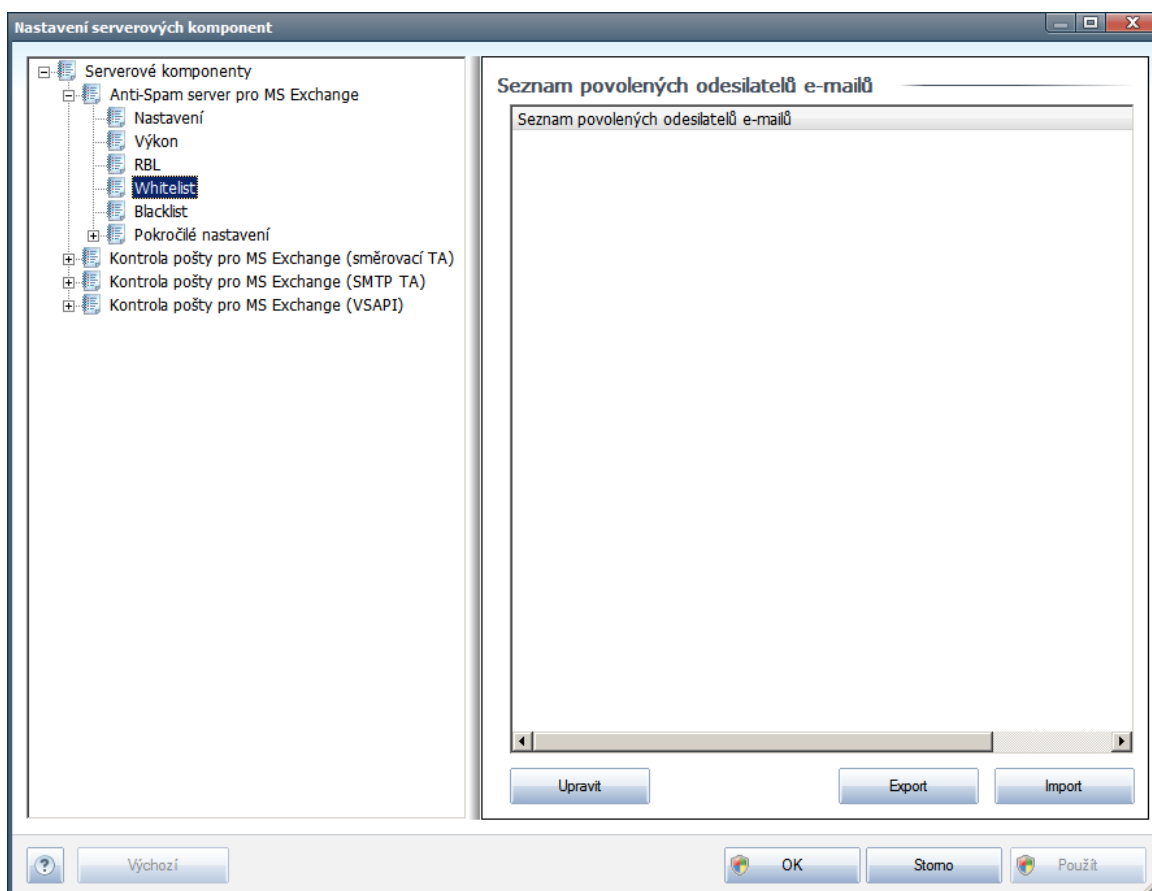 Nastavení serverových komponent
Serverové komponenty
Anti-Spam server pro MS Exchange
Nastavení
Výkon
RBL
Whitelist
Blacklist
Pokročilé nastavení
Kontrola pošty pro MS Exchange (směrovací TA)
Kontrola pošty pro MS Exchange (SMTP TA)
Kontrola pošty pro MS Exchange (VSAPI)
Seznam povolených odesilatelů e-mailů
Seznam povolených odesilatelů e-mailů
Upravit
Export
Import
?
Výchozí
OK
Storno
Použít